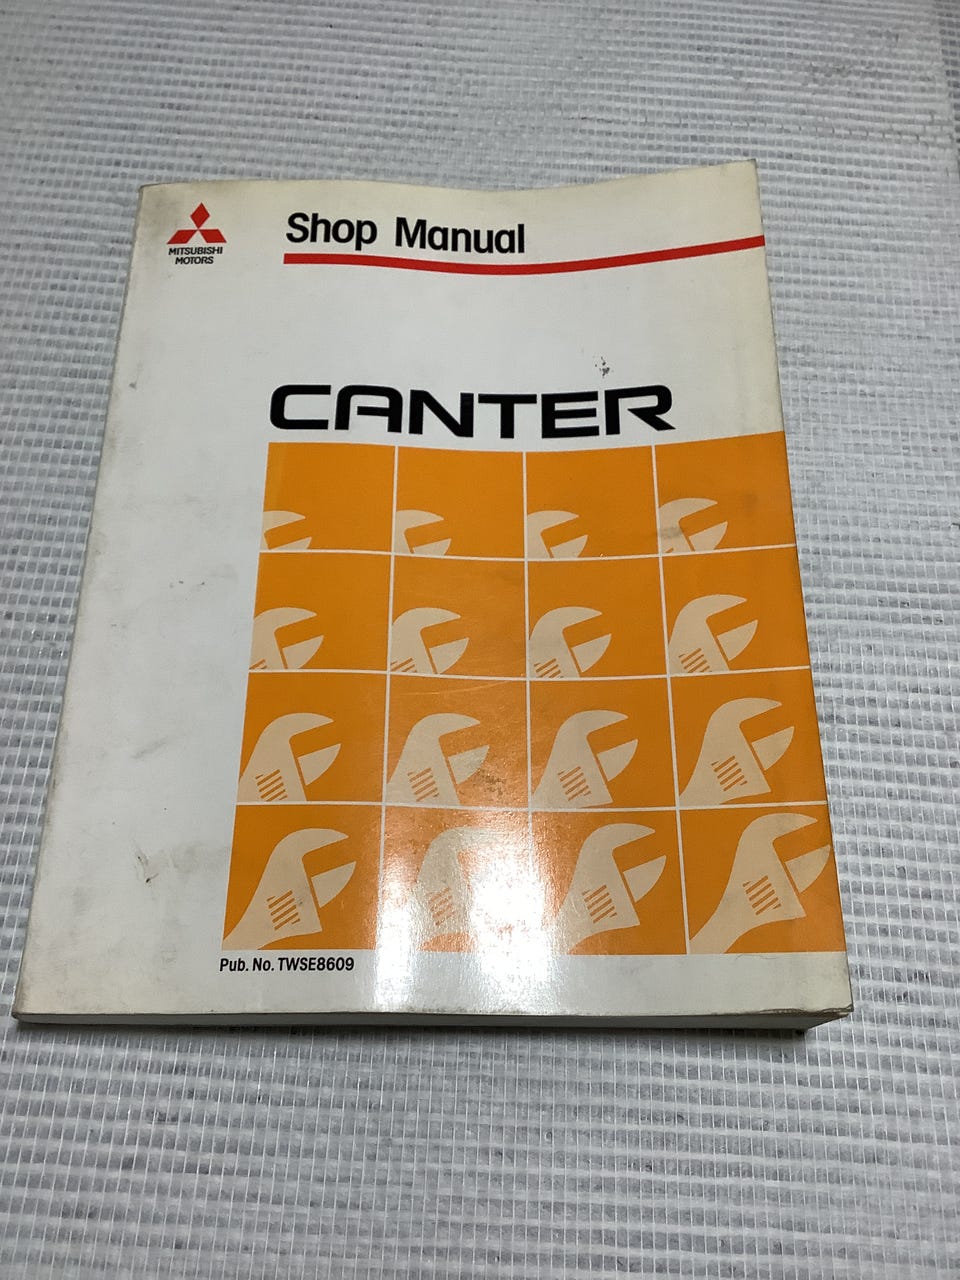 MITSUBISHI
MOTORS
Shop Manual
CANTER
Pub. No. TWSE8609